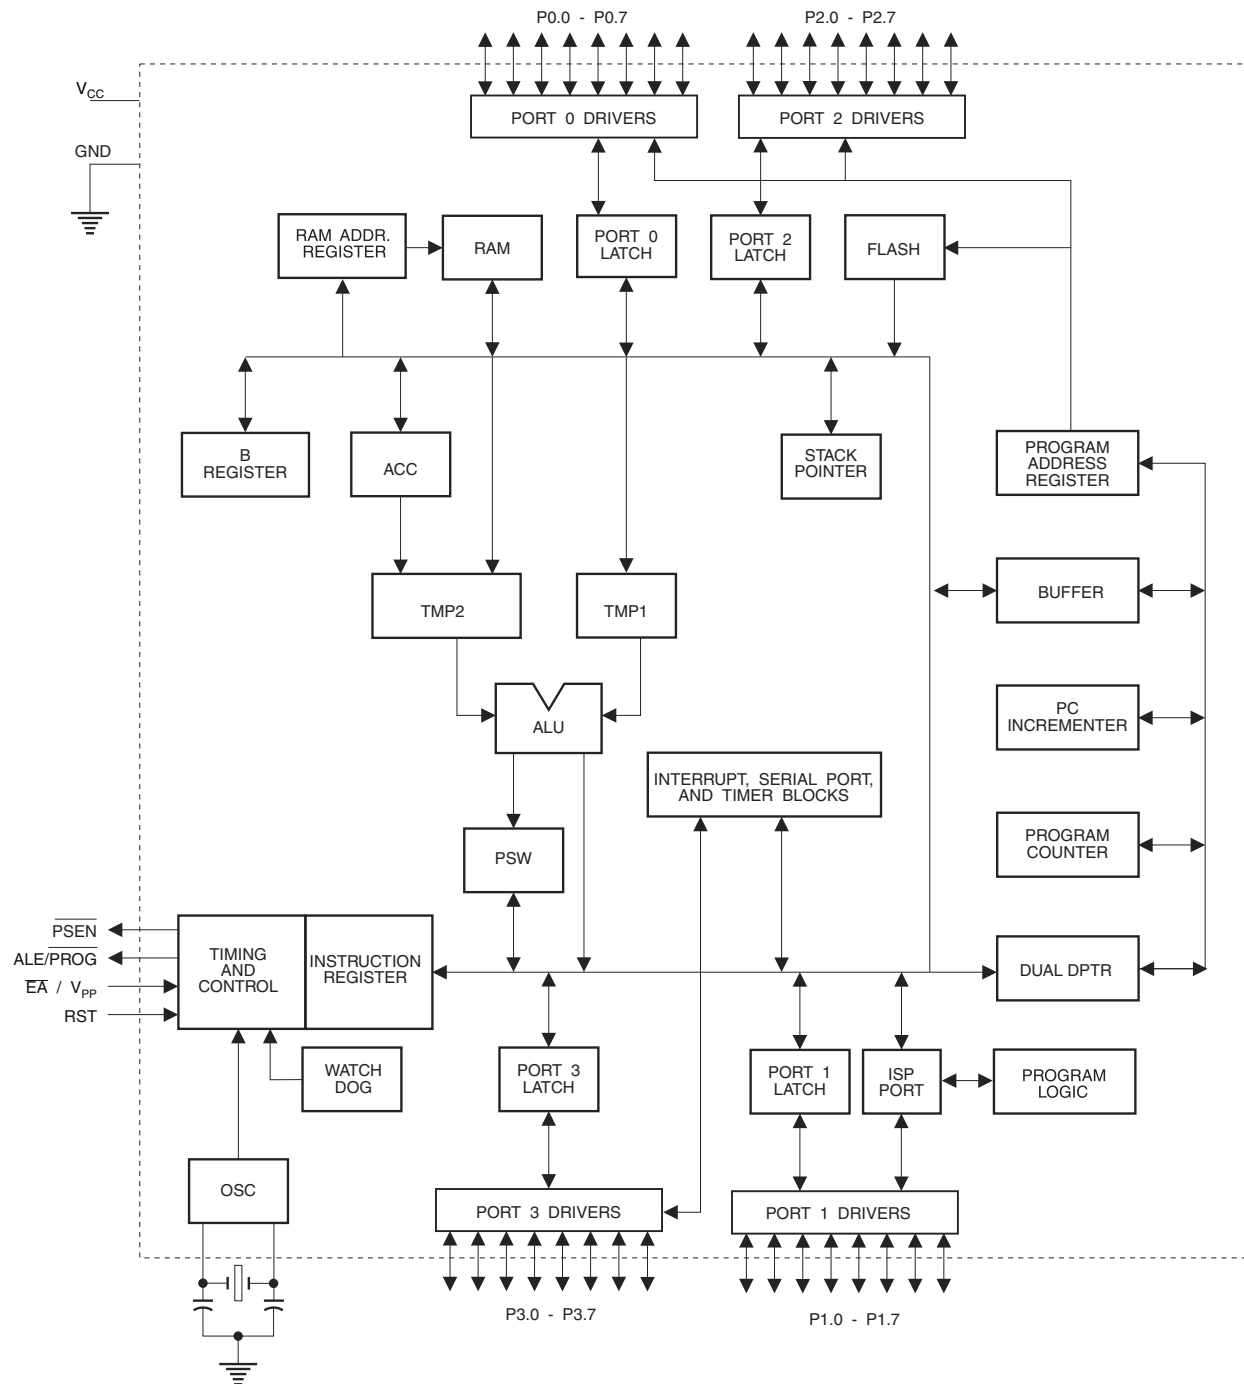 P0.0 - P0.7
P2.0 - P2.7
VCC
PORT 0 DRIVERS
PORT 2 DRIVERS
GND
RAM ADDR.
REGISTER
RAM
PORT 0
LATCH
PORT 2
LATCH
FLASH
B
REGISTER
ACC
STACK
POINTER
PROGRAM
ADDRESS
REGISTER
BUFFER
TMP2
TMP1
ALU
PC
INCREMENTER
INTERRUPT, SERIAL PORT,
AND TIMER BLOCKS
PSW
PROGRAM
COUNTER
PSEN
ALE/PROG
EA / VPP
RST
TIMING
AND
CONTROL
INSTRUCTION
REGISTER
DUAL DPTR
WATCH
DOG
PORT 3
LATCH
PORT 1
LATCH
ISP
PORT
PROGRAM
LOGIC
OSC
PORT 3 DRIVERS
PORT 1 DRIVERS
P3.0 - P3.7
P1.0 - P1.7